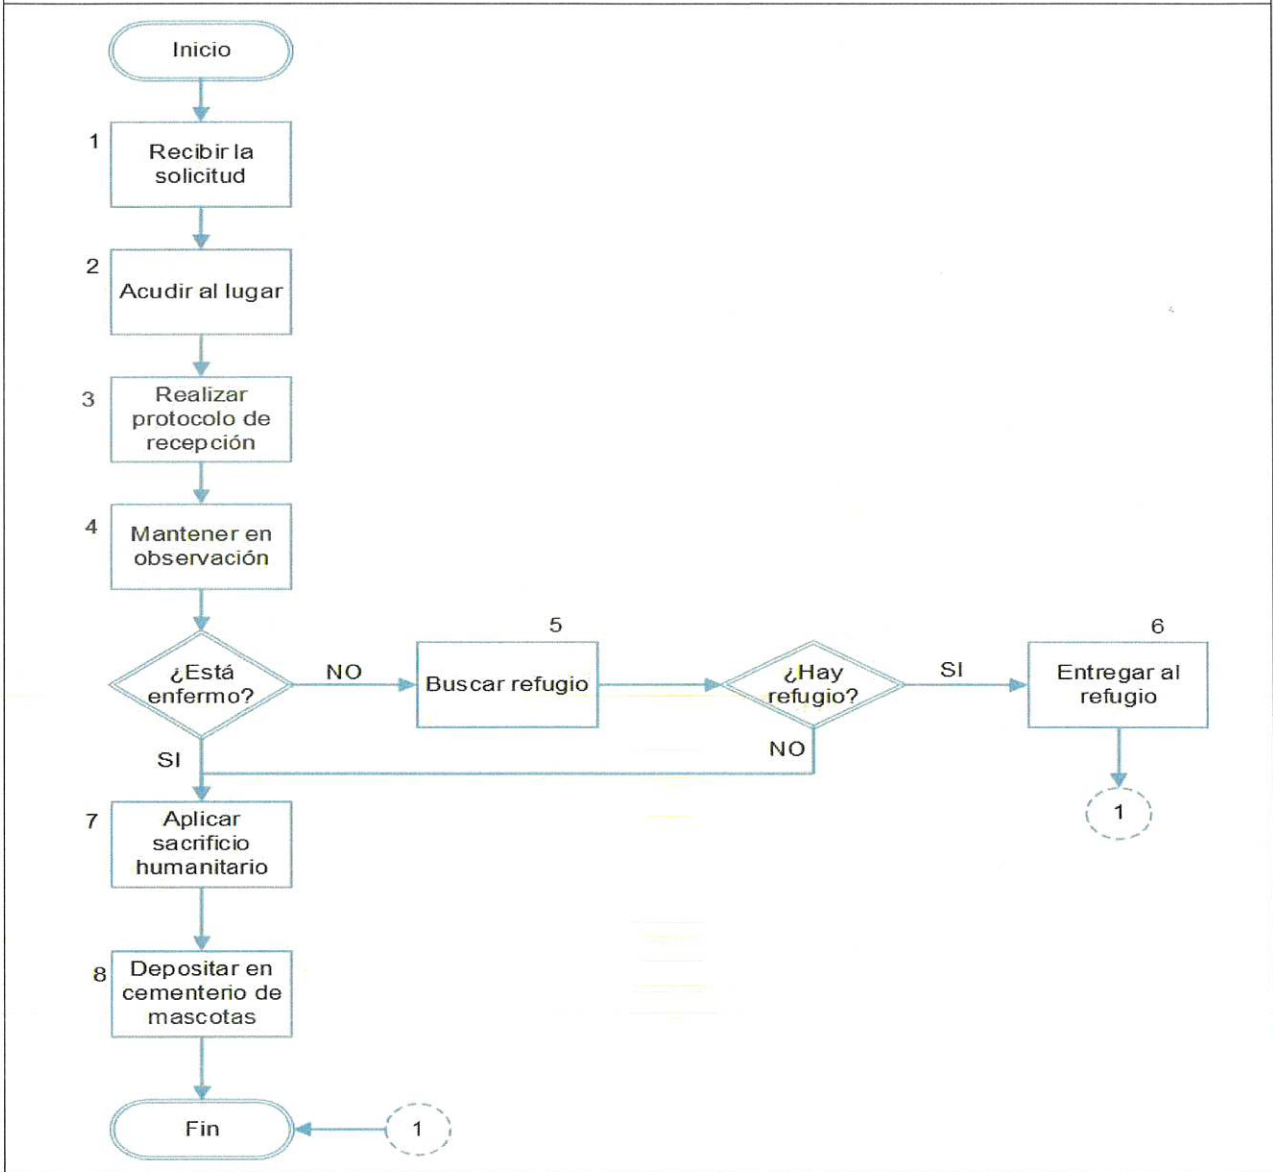 Inicio
1
Recibir la
solicitud
2
Acudir al lugar
3
Realizar
protocolo de
recepción
4
Mantener en
observación
¿Está
enfermo?
NO
5
Buscar refugio
¿Hay
refugio?
SI
6
Entregar al
refugio
SI
NO
1
7
Aplicar
sacrificio
humanitario
8
Depositar en
cementerio de
mascotas
Fin
1